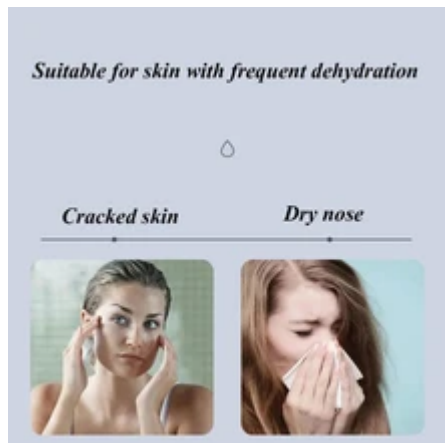 Suitable for skin with frequent dehydration
Cracked skin
Dry nose